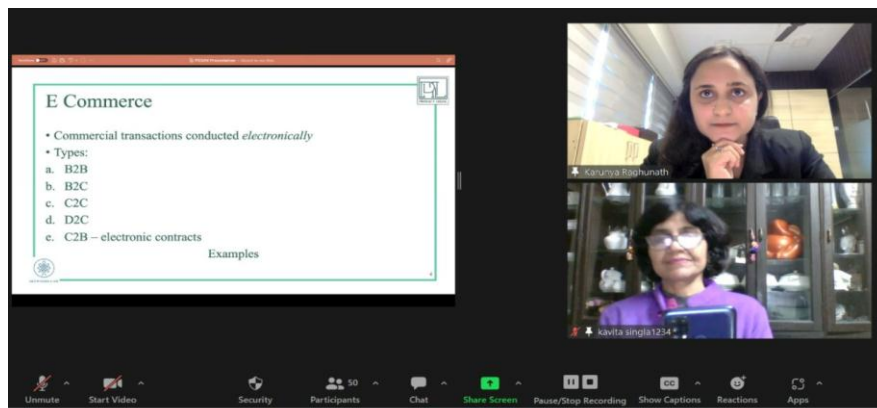 E Commerce
• Commercial transactions conducted electronically
• Types:
a. B2B
b. B2C
c. C2C
d. D2C
e. C2B – electronic contracts
Examples
Karunya Raghunath
kavita singla1234
50
CC
Unmute
Start Video
Security
Participants
Chat
Share Screen
Pause/Stop Recording
Show Captions
Reactions
Apps